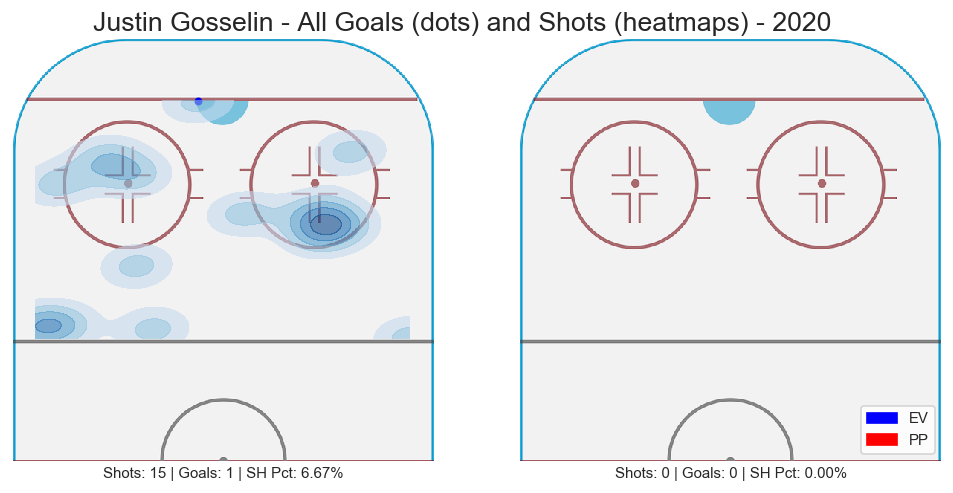 Justin Gosselin - All Goals (dots) and Shots (heatmaps) - 2020
EV
PP
Shots: 15 | Goals: 1 | SH Pct: 6.67%
Shots: 0 | Goals: 0 | SH Pct: 0.00%